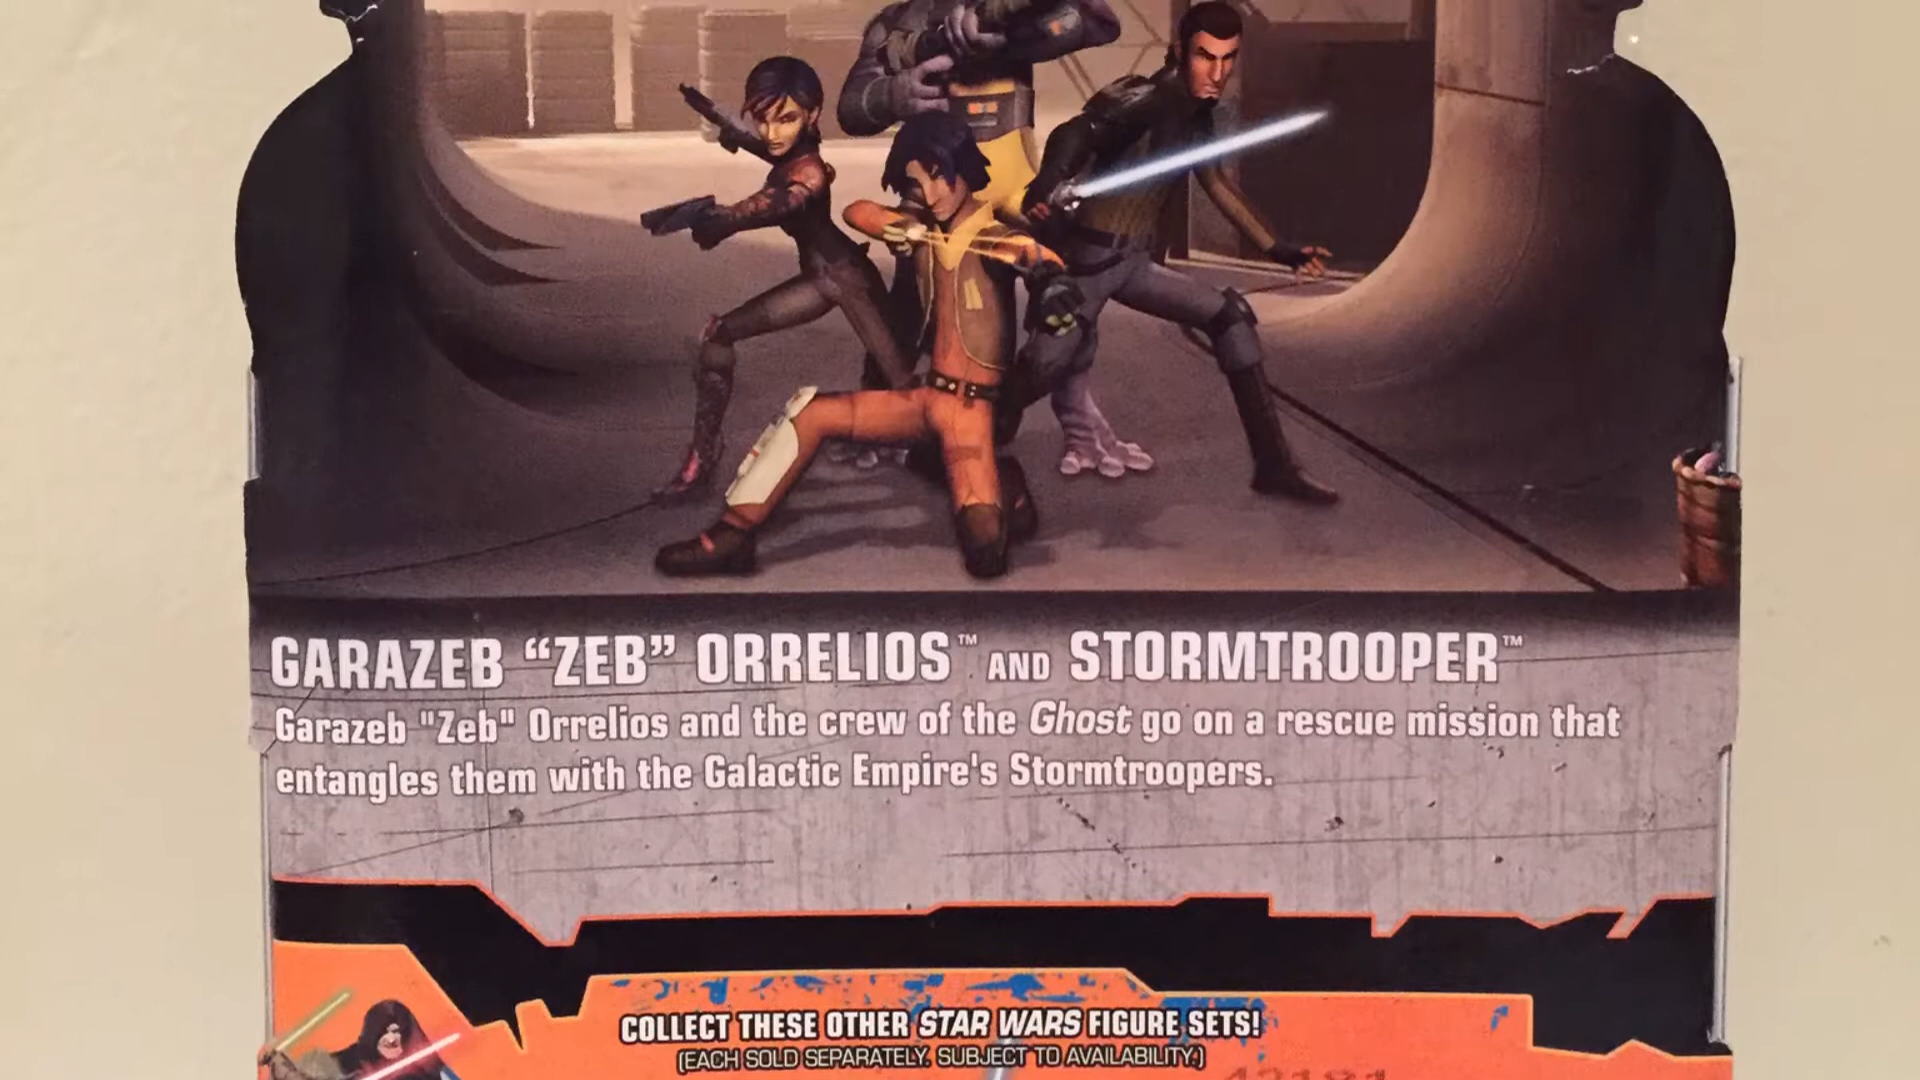 GARAZEB “ZEB” ORRELIOS™ AND STORMTROOPER™
Garazeb "Zeb" Orrelios and the crew of the Ghost go on a rescue mission that
entangles them with the Galactic Empire's Stormtroopers.
COLLECT THESE OTHER STAR WARS FIGURE SETS!
(EACH SOLD SEPARATELY. SUBJECT TO AVAILABILITY.)